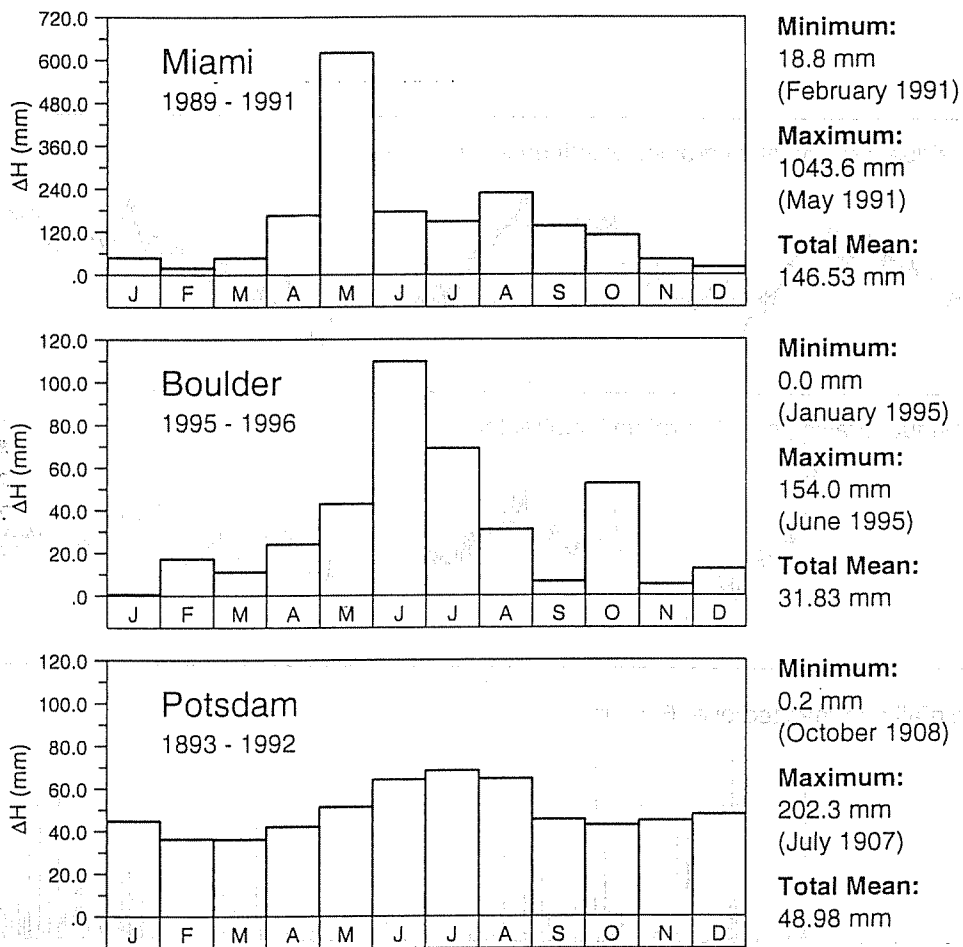 720.0
600.0
480.0
360.0
240.0
120.0
.0
ΔH (mm)
Miami
1989 - 1991
J F M A M J J A S O N D
Minimum:
18.8 mm
(February 1991)
Maximum:
1043.6 mm
(May 1991)
Total Mean:
146.53 mm
120.0
100.0
80.0
60.0
40.0
20.0
.0
ΔH (mm)
Boulder
1995 - 1996
J F M A M J J A S O N D
Minimum:
0.0 mm
(January 1995)
Maximum:
154.0 mm
(June 1995)
Total Mean:
31.83 mm
120.0
100.0
80.0
60.0
40.0
20.0
.0
ΔH (mm)
Potsdam
1893 - 1992
J F M A M J J A S O N D
Minimum:
0.2 mm
(October 1908)
Maximum:
202.3 mm
(July 1907)
Total Mean:
48.98 mm